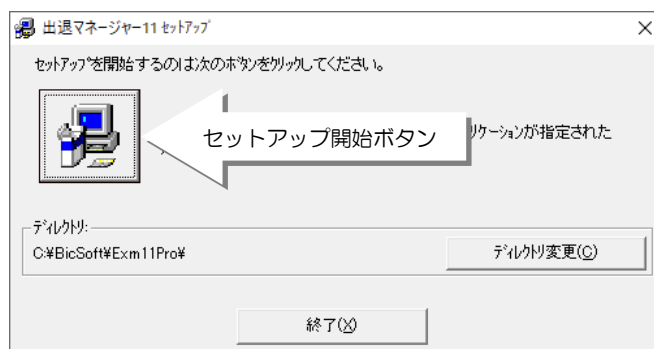 出退マネージャー11 セットアップ
セットアップを開始するのは次のボタンをクリックしてください。
セットアップ開始ボタン
リケーションが指定された
ディレクトリ:
C:¥BicSoft¥Exm11Pro¥
ディレクトリ変更(C)
終了(X)